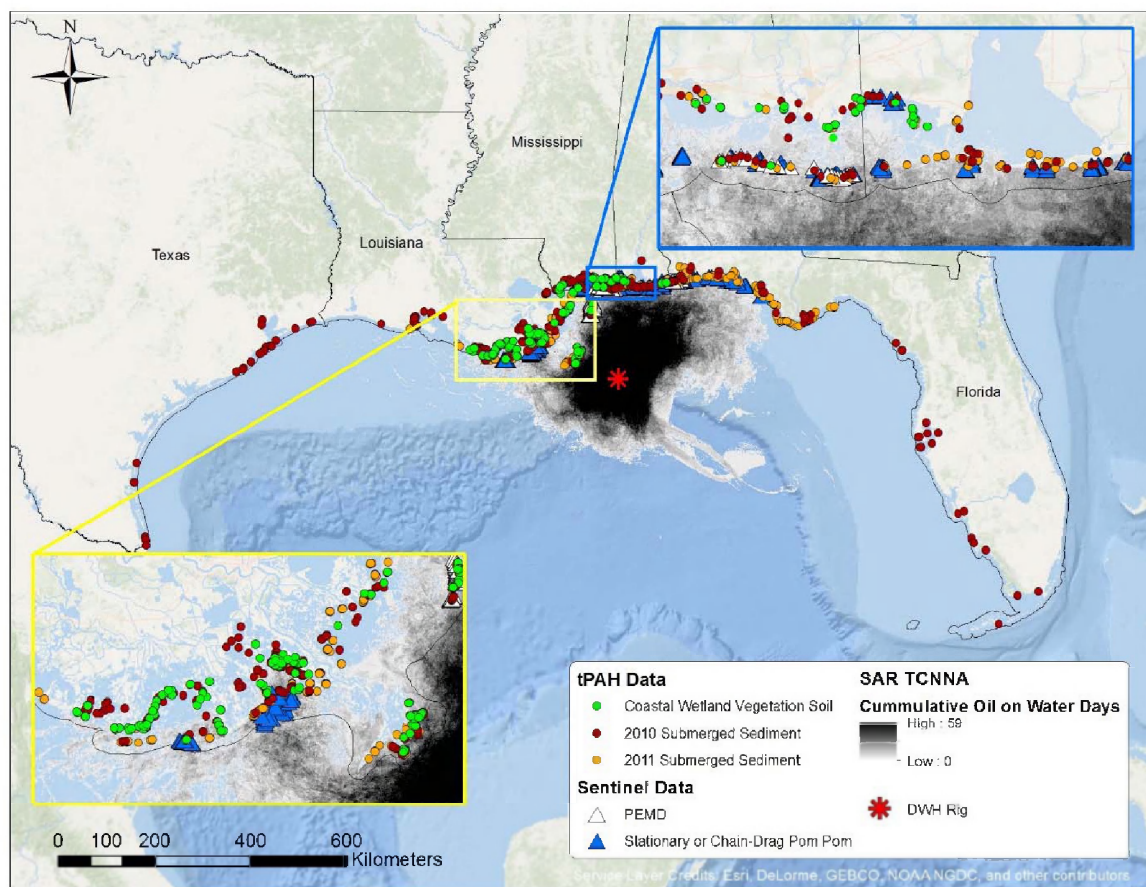 N
Mississippi
Louisiana
Texas
Florida
tPAH Data
Coastal Wetland Vegetation Soil
2010 Submerged Sediment
2011 Submerged Sediment
Sentinel Data
PEMD
Stationary or Chain-Drag Pom Pom
SAR TCNNA
Cummulative Oil on Water Days
High : 59
Low : 0
DWH Rig
0 100 200 400 600
Kilometers
Service Layer Credits: Esri, DeLorme, GEBCO, NOAA NGDC, and other contributors